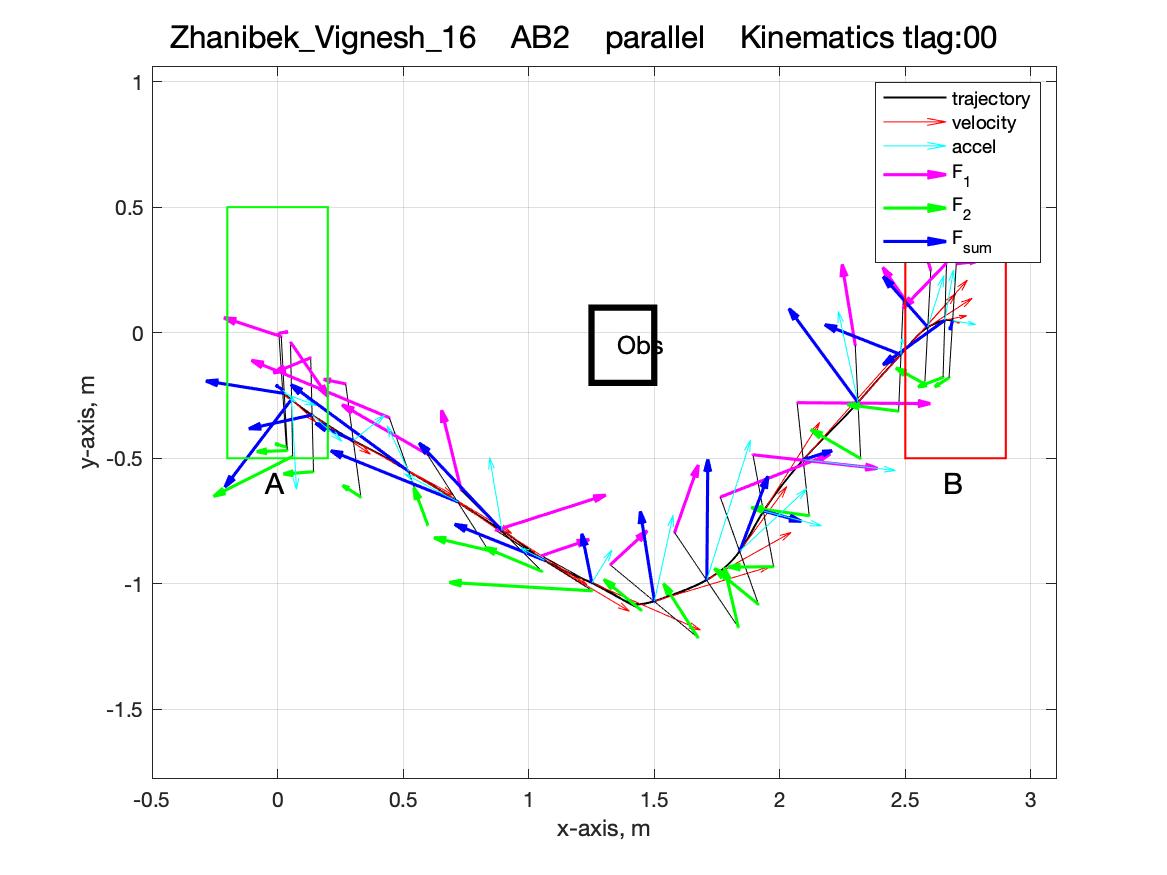 Zhanibek_Vignesh_16 AB2 parallel Kinematics tlag:00
trajectory
velocity
accel
F1
F2
Fsum
1
0.5
0
-0.5
-1
-1.5
y-axis, m
Obs
A
B
-0.5 0 0.5 1 1.5 2 2.5 3
x-axis, m